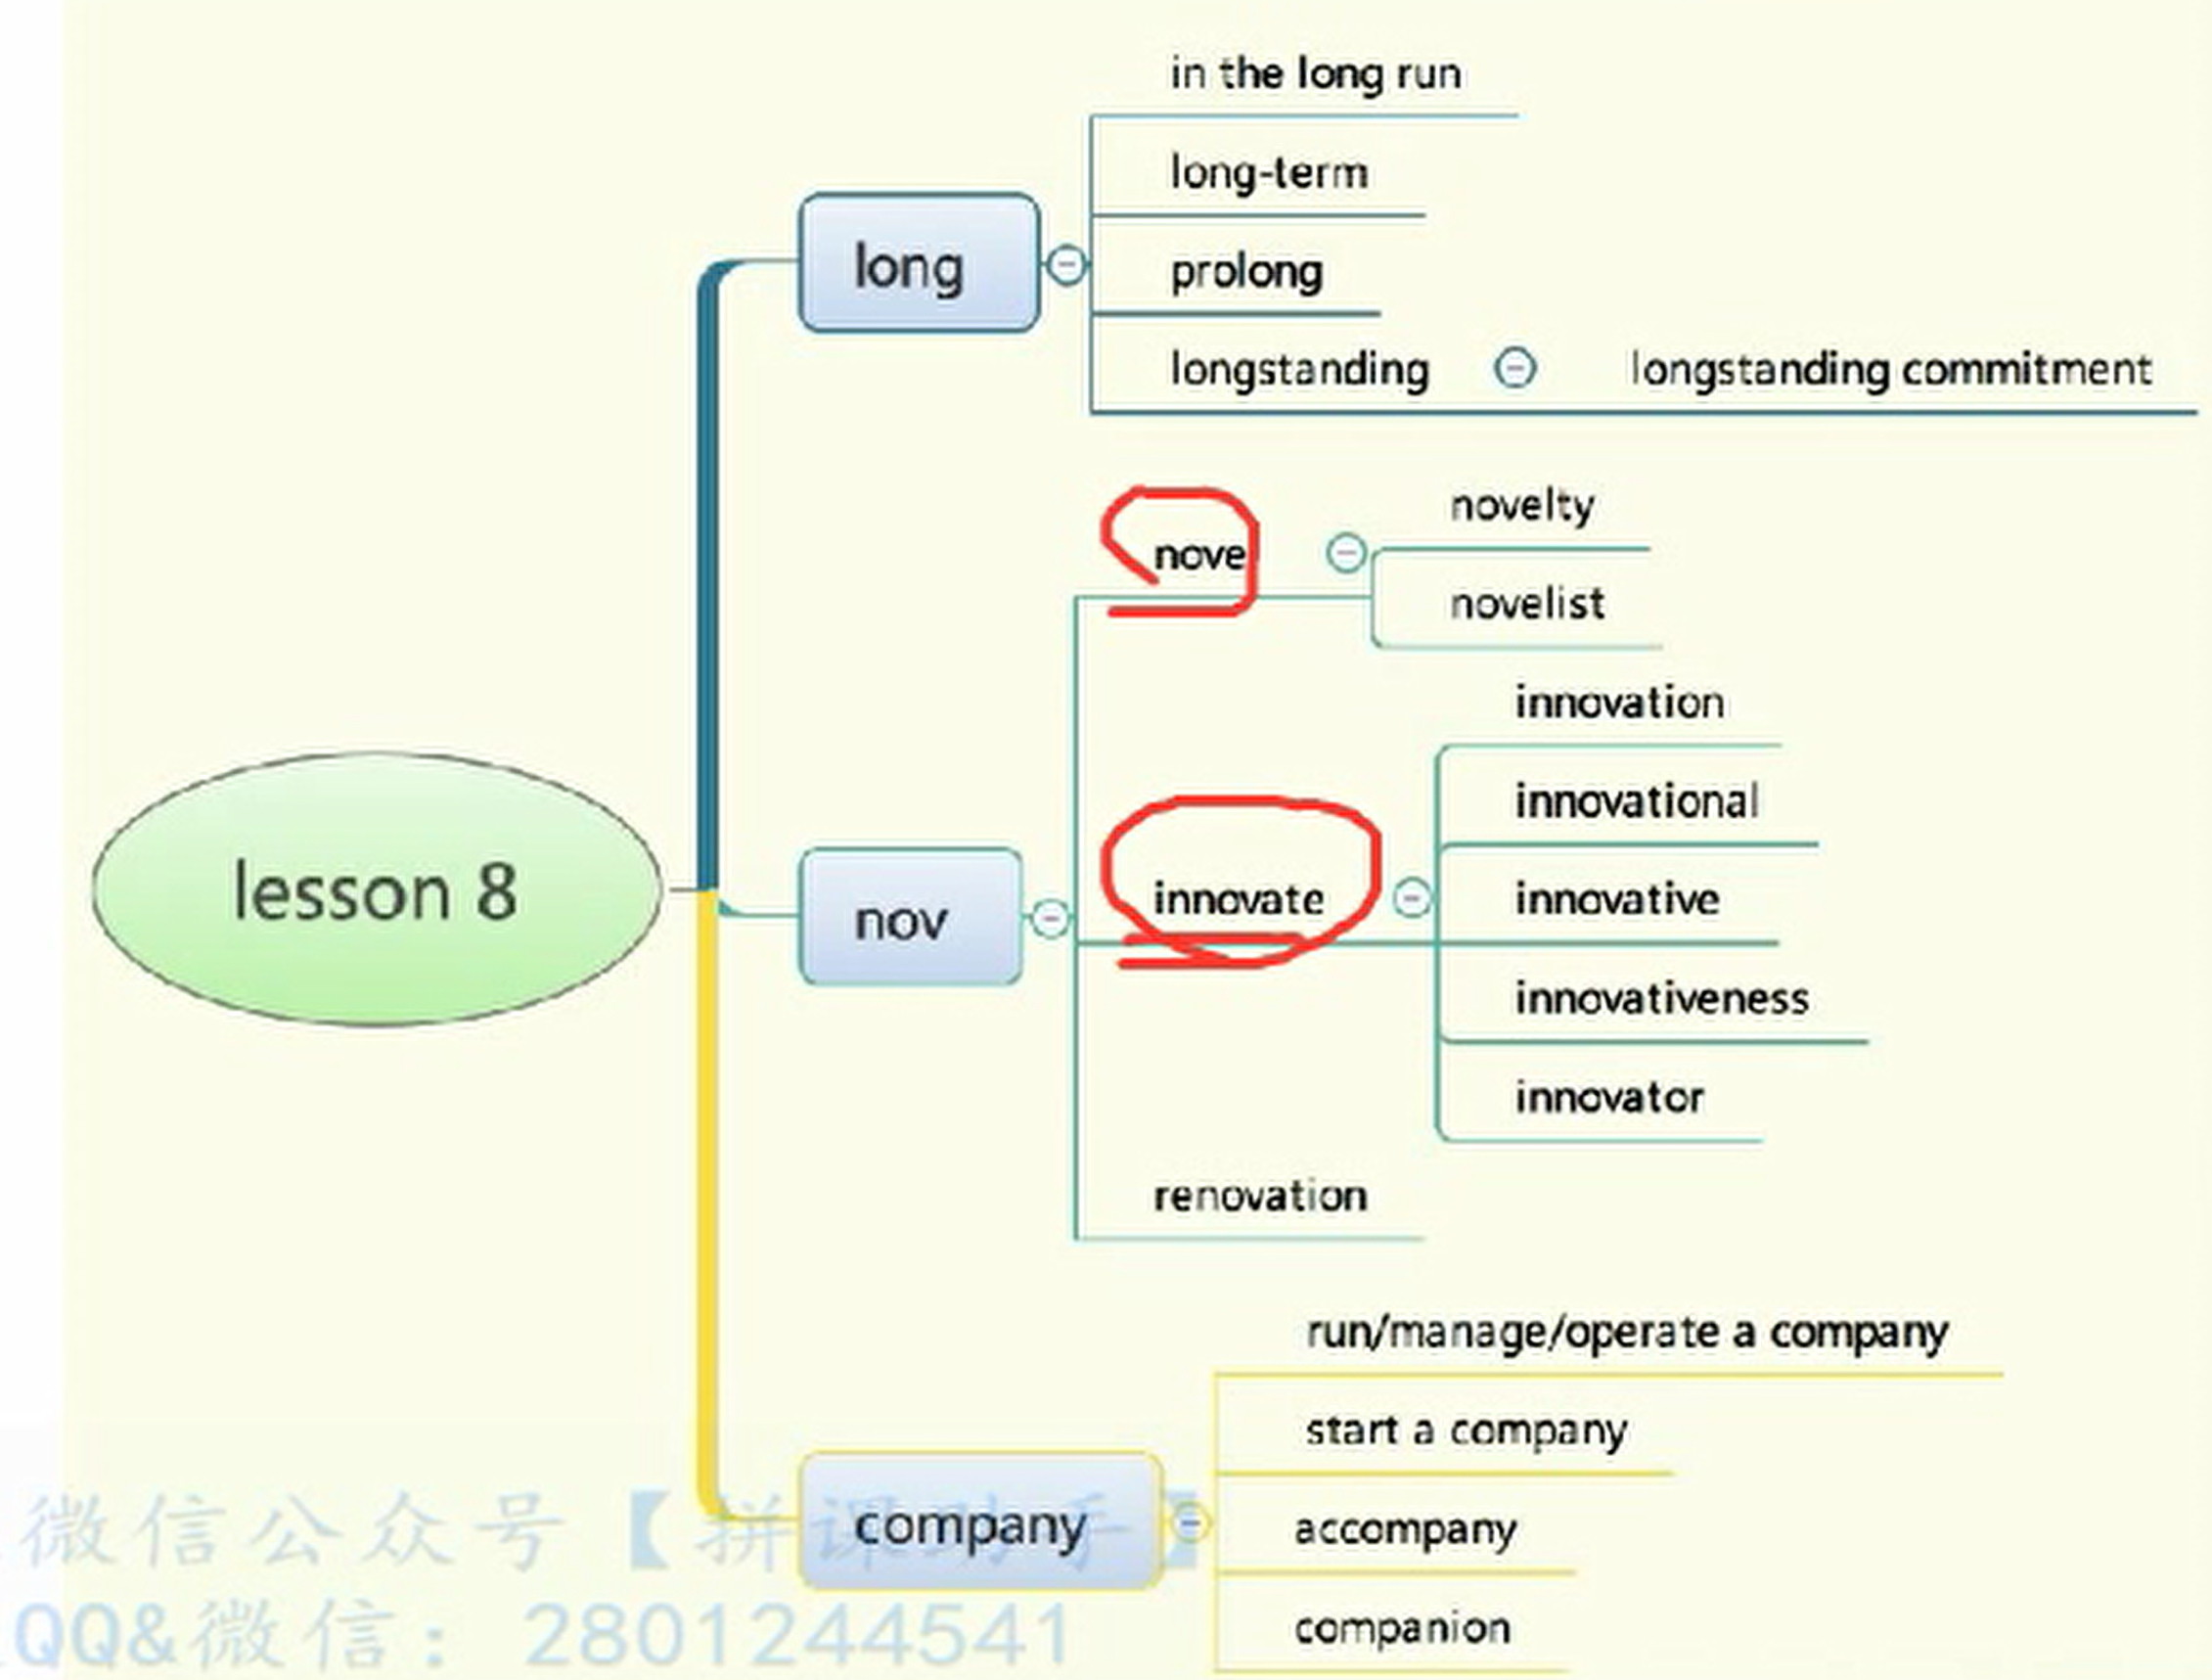 in the long run
long-term
long
prolong
longstanding
longstanding commitment
nove
novelty
novelist
innovation
innovational
lesson 8
nov
innovate
innovative
innovativeness
innovator
renovation
run/manage/operate a company
start a company
company
accompany
companion
微信公众号【拼课助手】
QQ&微信：2801244541